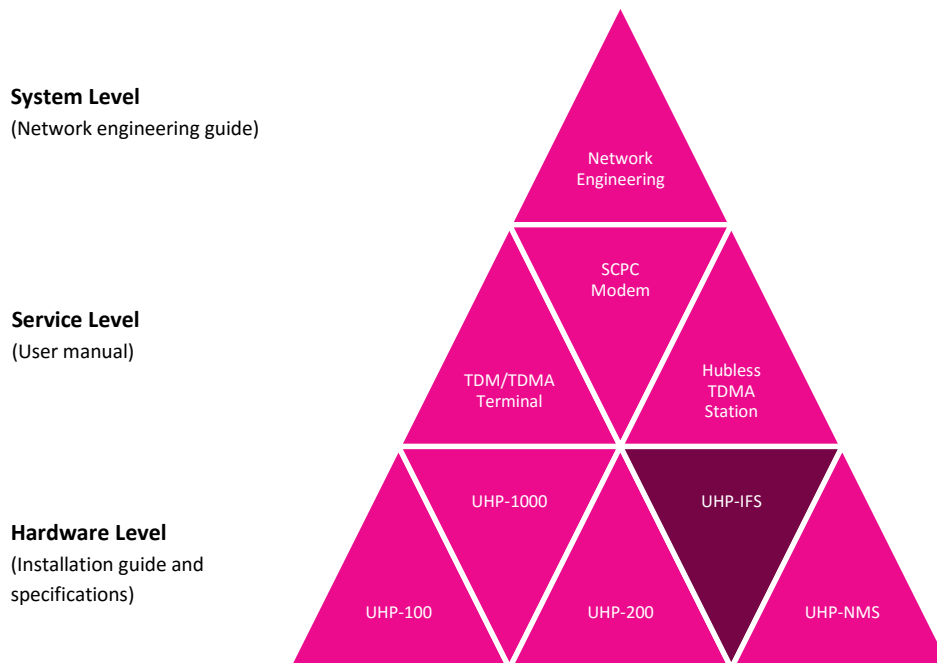 System Level
(Network engineering guide)
Network
Engineering
Service Level
(User manual)
SCPC
Modem
TDM/TDMA
Terminal
Hubless
TDMA
Station
Hardware Level
(Installation guide and
specifications)
UHP-1000
UHP-IFS
UHP-100
UHP-200
UHP-NMS